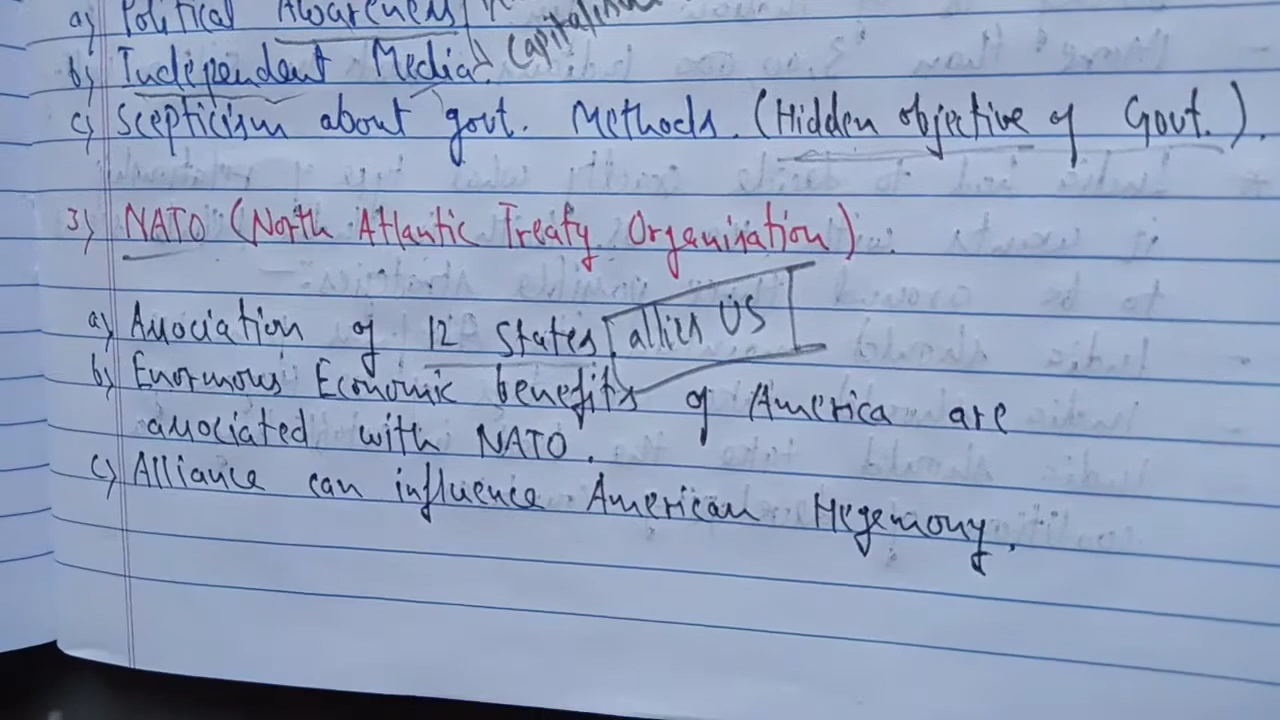 a) Political Awareness
b) Independent Media. Capitalism
c) Scepticism about govt. Methods. (Hidden objective of Govt.).
3) NATO (North Atlantic Treaty Organisation).
a) Association of 12 States [allies US]
b) Enormous Economic benefits of America are
associated with NATO.
c) Alliance can influence American Hegemony.